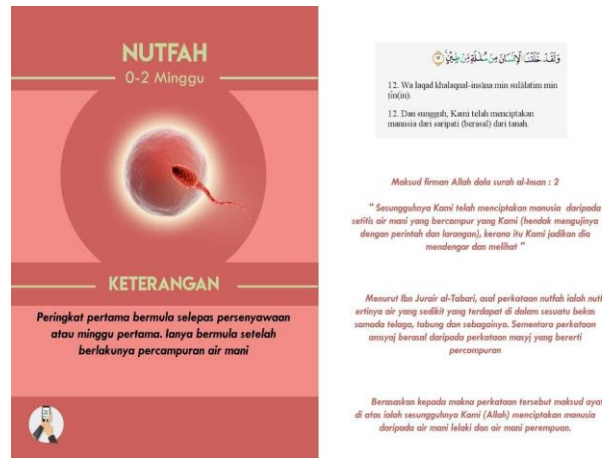 NUTFAH
0-2 Minggu
KETERANGAN
Peringkat pertama bermula selepas persenyawaan
atau minggu pertama. Ianya bermula setelah
berlakunya percampuran air mani
وَلَقَدْ خَلَقْنَا الْإِنْسَانَ مِنْ سُلٰلَةٍ مِّنْ طِيْنٍ ۚ ١٢
12. Wa laqad khalaqnal-insāna min sulālatim min
ṭīn(in).
12. Dan sungguh, Kami telah menciptakan
manusia dari saripati (berasal) dari tanah.
Maksud firman Allah dala surah al-Insan : 2
" Sesungguhnya Kami telah menciptakan manusia daripada
setitis air mani yang bercampur yang Kami (hendak mengujinya
dengan perintah dan larangan), kerana itu Kami jadikan dia
mendengar dan melihat "
Menurut Ibn Jurair al-Tabari, asal perkataan nutfah ialah nutf
ertinya air yang sedikit yang terdapat di dalam sesuatu bekas
samada telaga, tabung dan sebagainya. Sementara perkataan
amsyaj berasal daripada perkataan masyj yang bererti
percampuran
Berasaskan kepada makna perkataan tersebut maksud ayat
di atas ialah sesungguhnya Kami (Allah) menciptakan manusia
daripada air mani lelaki dan air mani perempuan.